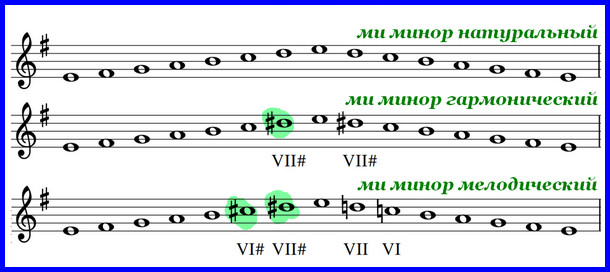 ми минор натуральный
ми минор гармонический
VII# VII#
ми минор мелодический
VI# VII# VII VI